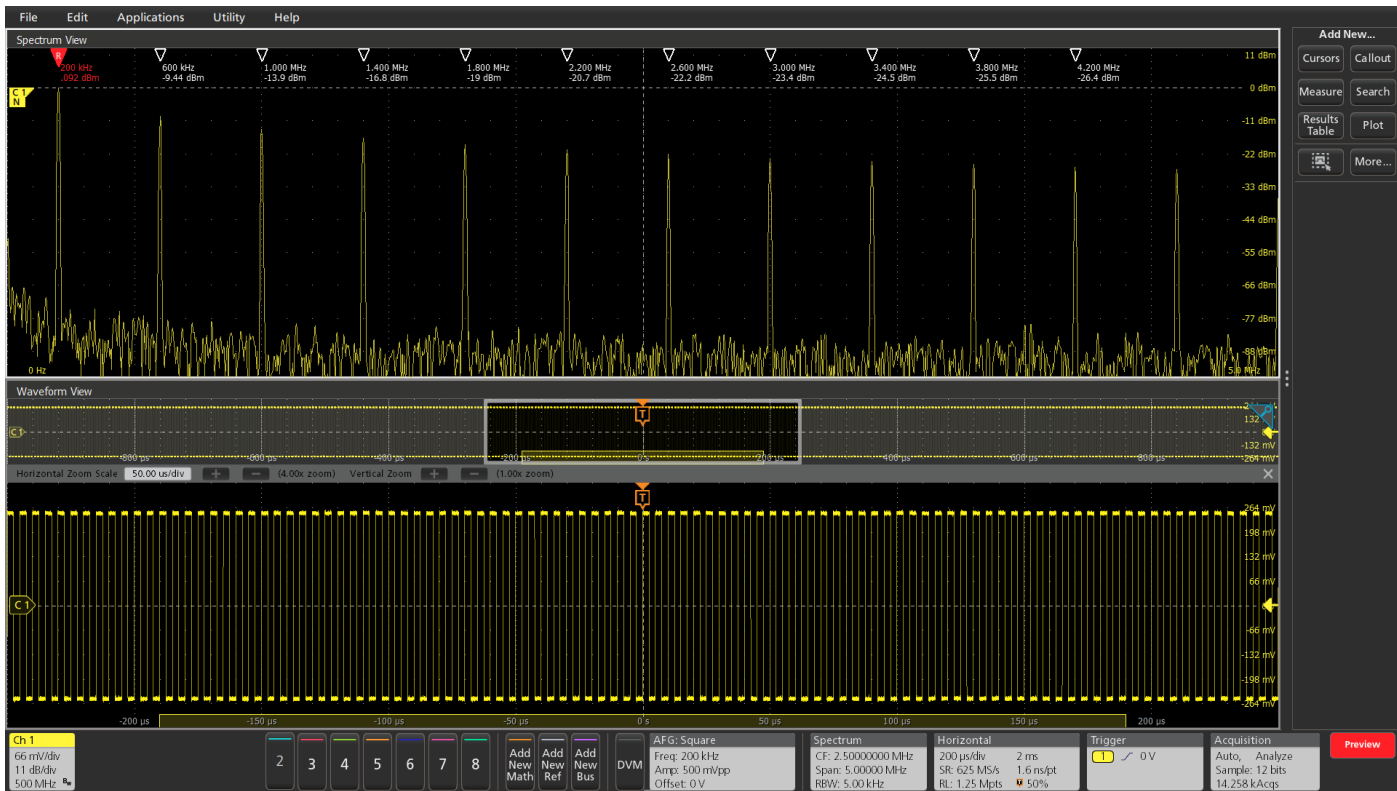 File Edit Applications Utility Help
Spectrum View
R
200 kHz 600 kHz 1.000 MHz 1.400 MHz 1.800 MHz 2.200 MHz 2.600 MHz 3.000 MHz 3.400 MHz 3.800 MHz 4.200 MHz
.092 dBm -9.44 dBm -13.9 dBm -16.8 dBm -19 dBm -20.7 dBm -22.2 dBm -23.4 dBm -24.5 dBm -25.5 dBm -26.4 dBm
C 1
N
11 dBm
0 dBm
-11 dBm
-22 dBm
-33 dBm
-44 dBm
-55 dBm
-66 dBm
-77 dBm
-88 dBm
0 Hz 5.0 MHz
Add New...
Cursors Callout
Measure Search
Results Table Plot
More...
Waveform View
T
C 1
132
-132 mV
-264 mV
-800 µs -600 µs -400 µs -200 µs 0 s 200 µs 400 µs 600 µs 800 µs
Horizontal Zoom Scale 50.00 us/div + − (4.00x zoom) Vertical Zoom + − (1.00x zoom)
T
264 mV
198 mV
132 mV
66 mV
C 1
-66 mV
-132 mV
-198 mV
-264 mV
-200 µs -150 µs -100 µs -50 µs 0 s 50 µs 100 µs 150 µs 200 µs
Ch 1
66 mV/div
11 dB/div
500 MHz Bw
2 3 4 5 6 7 8
Add New Math
Add New Ref
Add New Bus
DVM
AFG: Square
Freq: 200 kHz
Amp: 500 mVpp
Offset: 0 V
Spectrum
CF: 2.50000000 MHz
Span: 5.00000 MHz
RBW: 5.00 kHz
Horizontal
200 µs/div 2 ms
SR: 625 MS/s 1.6 ns/pt
RL: 1.25 Mpts 50%
Trigger
1 0 V
Acquisition
Auto, Analyze
Sample: 12 bits
14.258 kAcqs
Preview